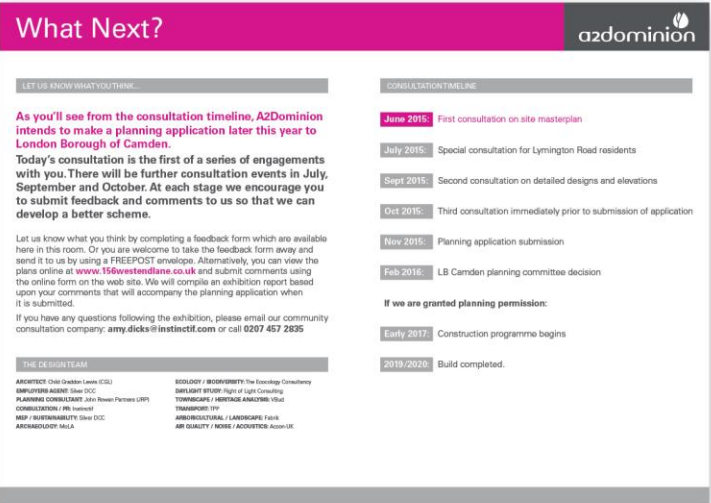 What Next?
a2dominion
LET US KNOW WHAT YOU THINK...
As you'll see from the consultation timeline, A2Dominion
intends to make a planning application later this year to
London Borough of Camden.
Today's consultation is the first of a series of engagements
with you. There will be further consultation events in July,
September and October. At each stage we encourage you
to submit feedback and comments to us so that we can
develop a better scheme.
Let us know what you think by completing a feedback form which are available
here in this room. Or you are welcome to take the feedback form away and
send it to us by using a FREEPOST envelope. Alternatively, you can view the
plans online at www.156westendlane.co.uk and submit comments using
the online form on the web site. We will compile an exhibition report based
upon your comments that will accompany the planning application when
it is submitted.
If you have any questions following the exhibition, please email our community
consultation company: amy.dicks@instinctif.com or call 0207 457 2835
THE DESIGN TEAM
ARCHITECT: Child Graddon Lewis (CGL)
EMPLOYERS AGENT: Silver DCC
PLANNING CONSULTANT: John Rowan Partners (JRP)
CONSULTATION / PR: Instinctif
MEP / SUSTAINABILITY: Silver DCC
ARCHAEOLOGY: MoLA
ECOLOGY / BIODIVERSITY: The Ecology Consultancy
DAYLIGHT STUDY: Right of Light Consulting
TOWNSCAPE / HERITAGE ANALYSIS: VBud
TRANSPORT: TPP
ARBORICULTURAL / LANDSCAPE: Fabrik
AIR QUALITY / NOISE / ACOUSTICS: Accon UK
CONSULTATION TIMELINE
June 2015: First consultation on site masterplan
July 2015: Special consultation for Lymington Road residents
Sept 2015: Second consultation on detailed designs and elevations
Oct 2015: Third consultation immediately prior to submission of application
Nov 2015: Planning application submission
Feb 2016: LB Camden planning committee decision
If we are granted planning permission:
Early 2017: Construction programme begins
2019/2020: Build completed.